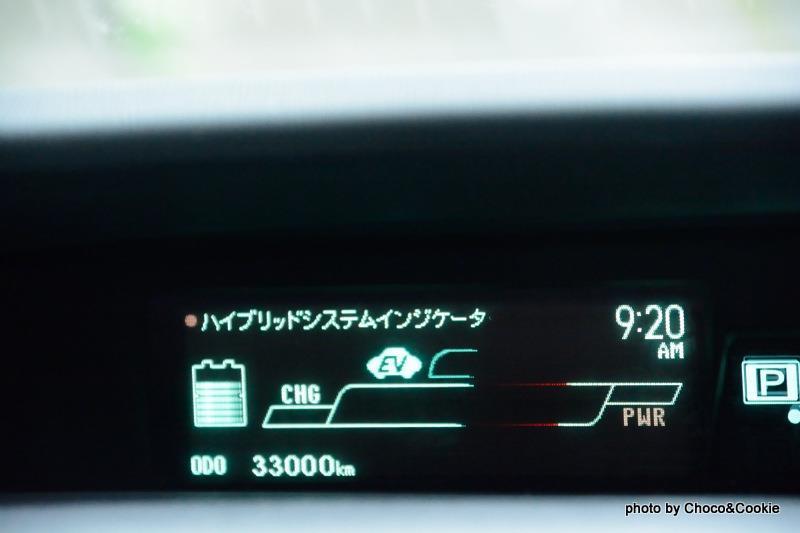 ハイブリッドシステムインジケータ
9:20
AM
EV
CHG
PWR
P
ODO 33000km
photo by Choco&Cookie